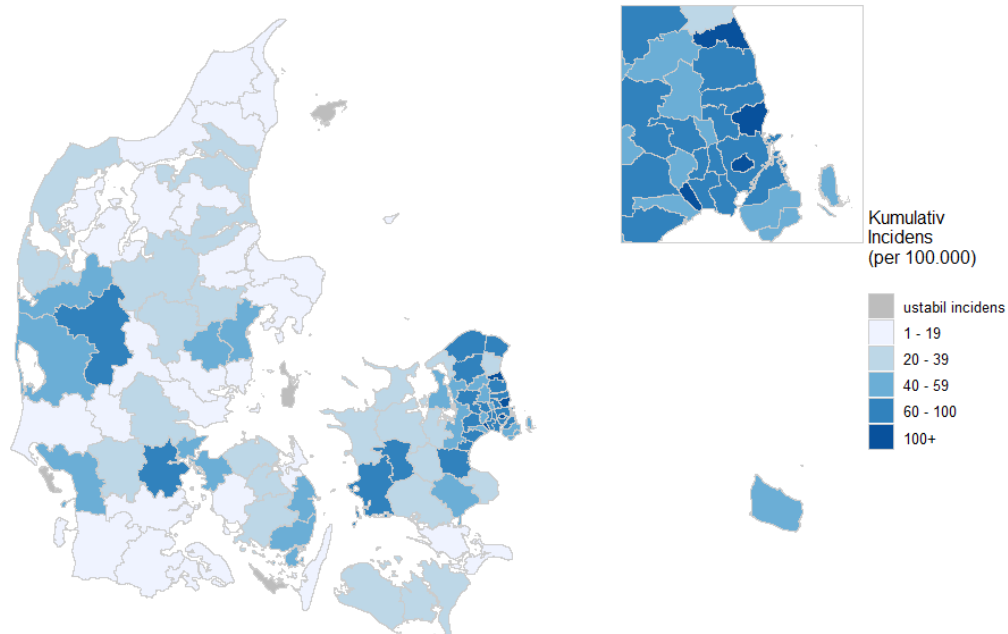 Kumulativ
Incidens
(per 100.000)
ustabil incidens
1 - 19
20 - 39
40 - 59
60 - 100
100+